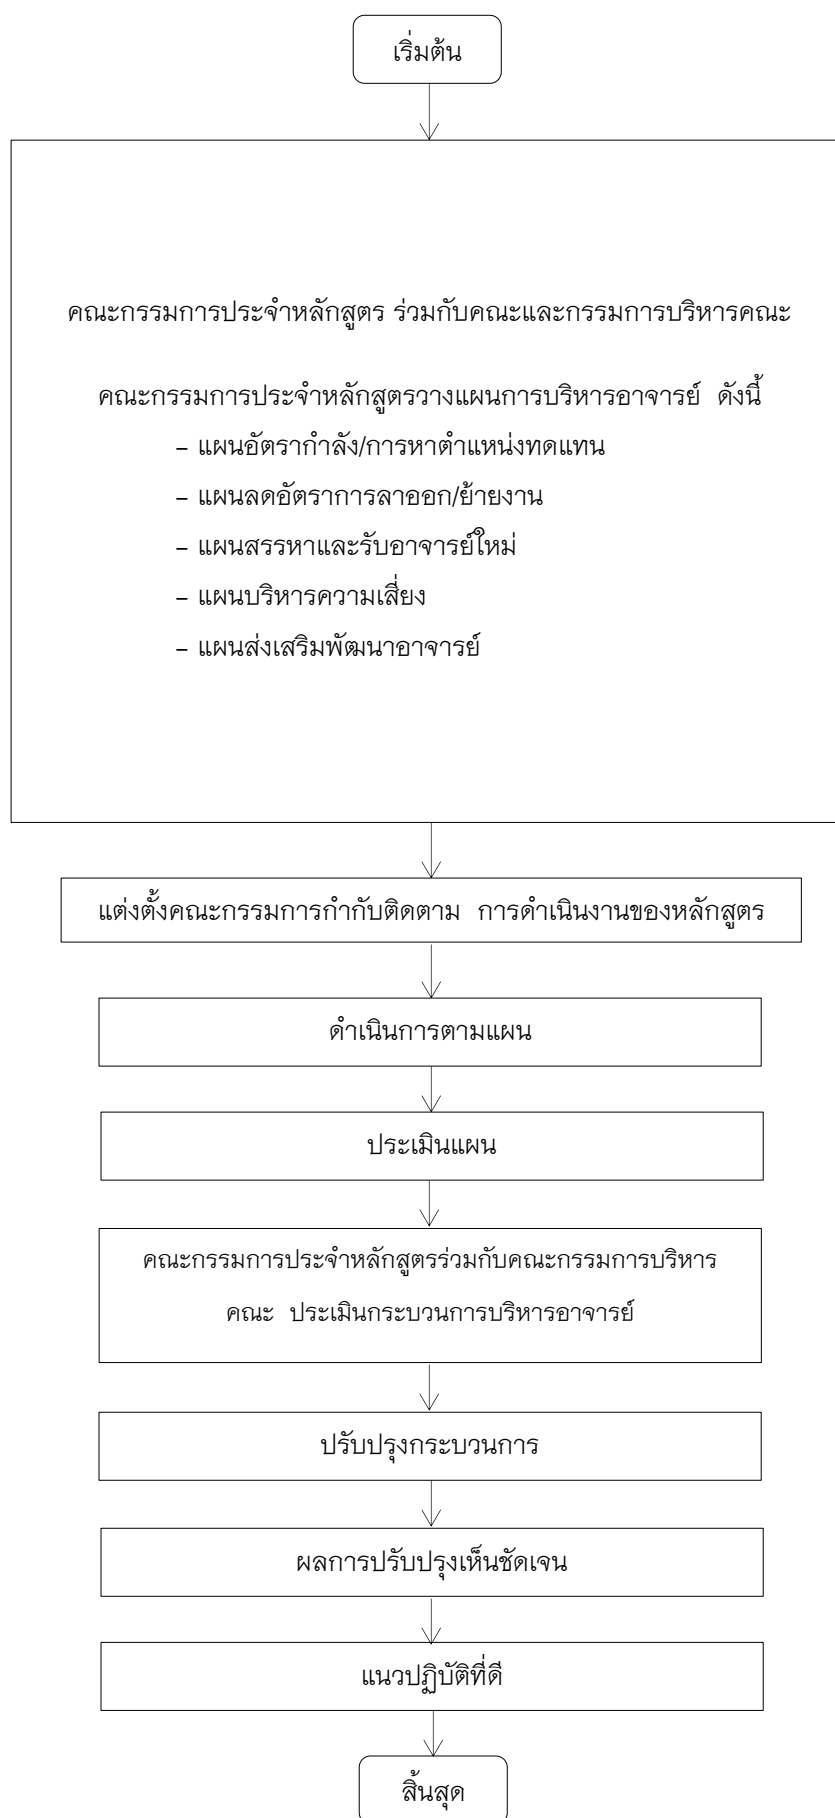 เริ่มต้น
คณะกรรมการประจำหลักสูตร ร่วมกับคณะและกรรมการบริหารคณะ
คณะกรรมการประจำหลักสูตรวางแผนการบริหารอาจารย์ ดังนี้
– แผนอัตรากำลัง/การหาตำแหน่งทดแทน
– แผนลดอัตราการลาออก/ย้ายงาน
– แผนสรรหาและรับอาจารย์ใหม่
– แผนบริหารความเสี่ยง
– แผนส่งเสริมพัฒนาอาจารย์
แต่งตั้งคณะกรรมการกำกับติดตาม การดำเนินงานของหลักสูตร
ดำเนินการตามแผน
ประเมินแผน
คณะกรรมการประจำหลักสูตรร่วมกับคณะกรรมการบริหาร
คณะ ประเมินกระบวนการบริหารอาจารย์
ปรับปรุงกระบวนการ
ผลการปรับปรุงเห็นชัดเจน
แนวปฏิบัติที่ดี
สิ้นสุด